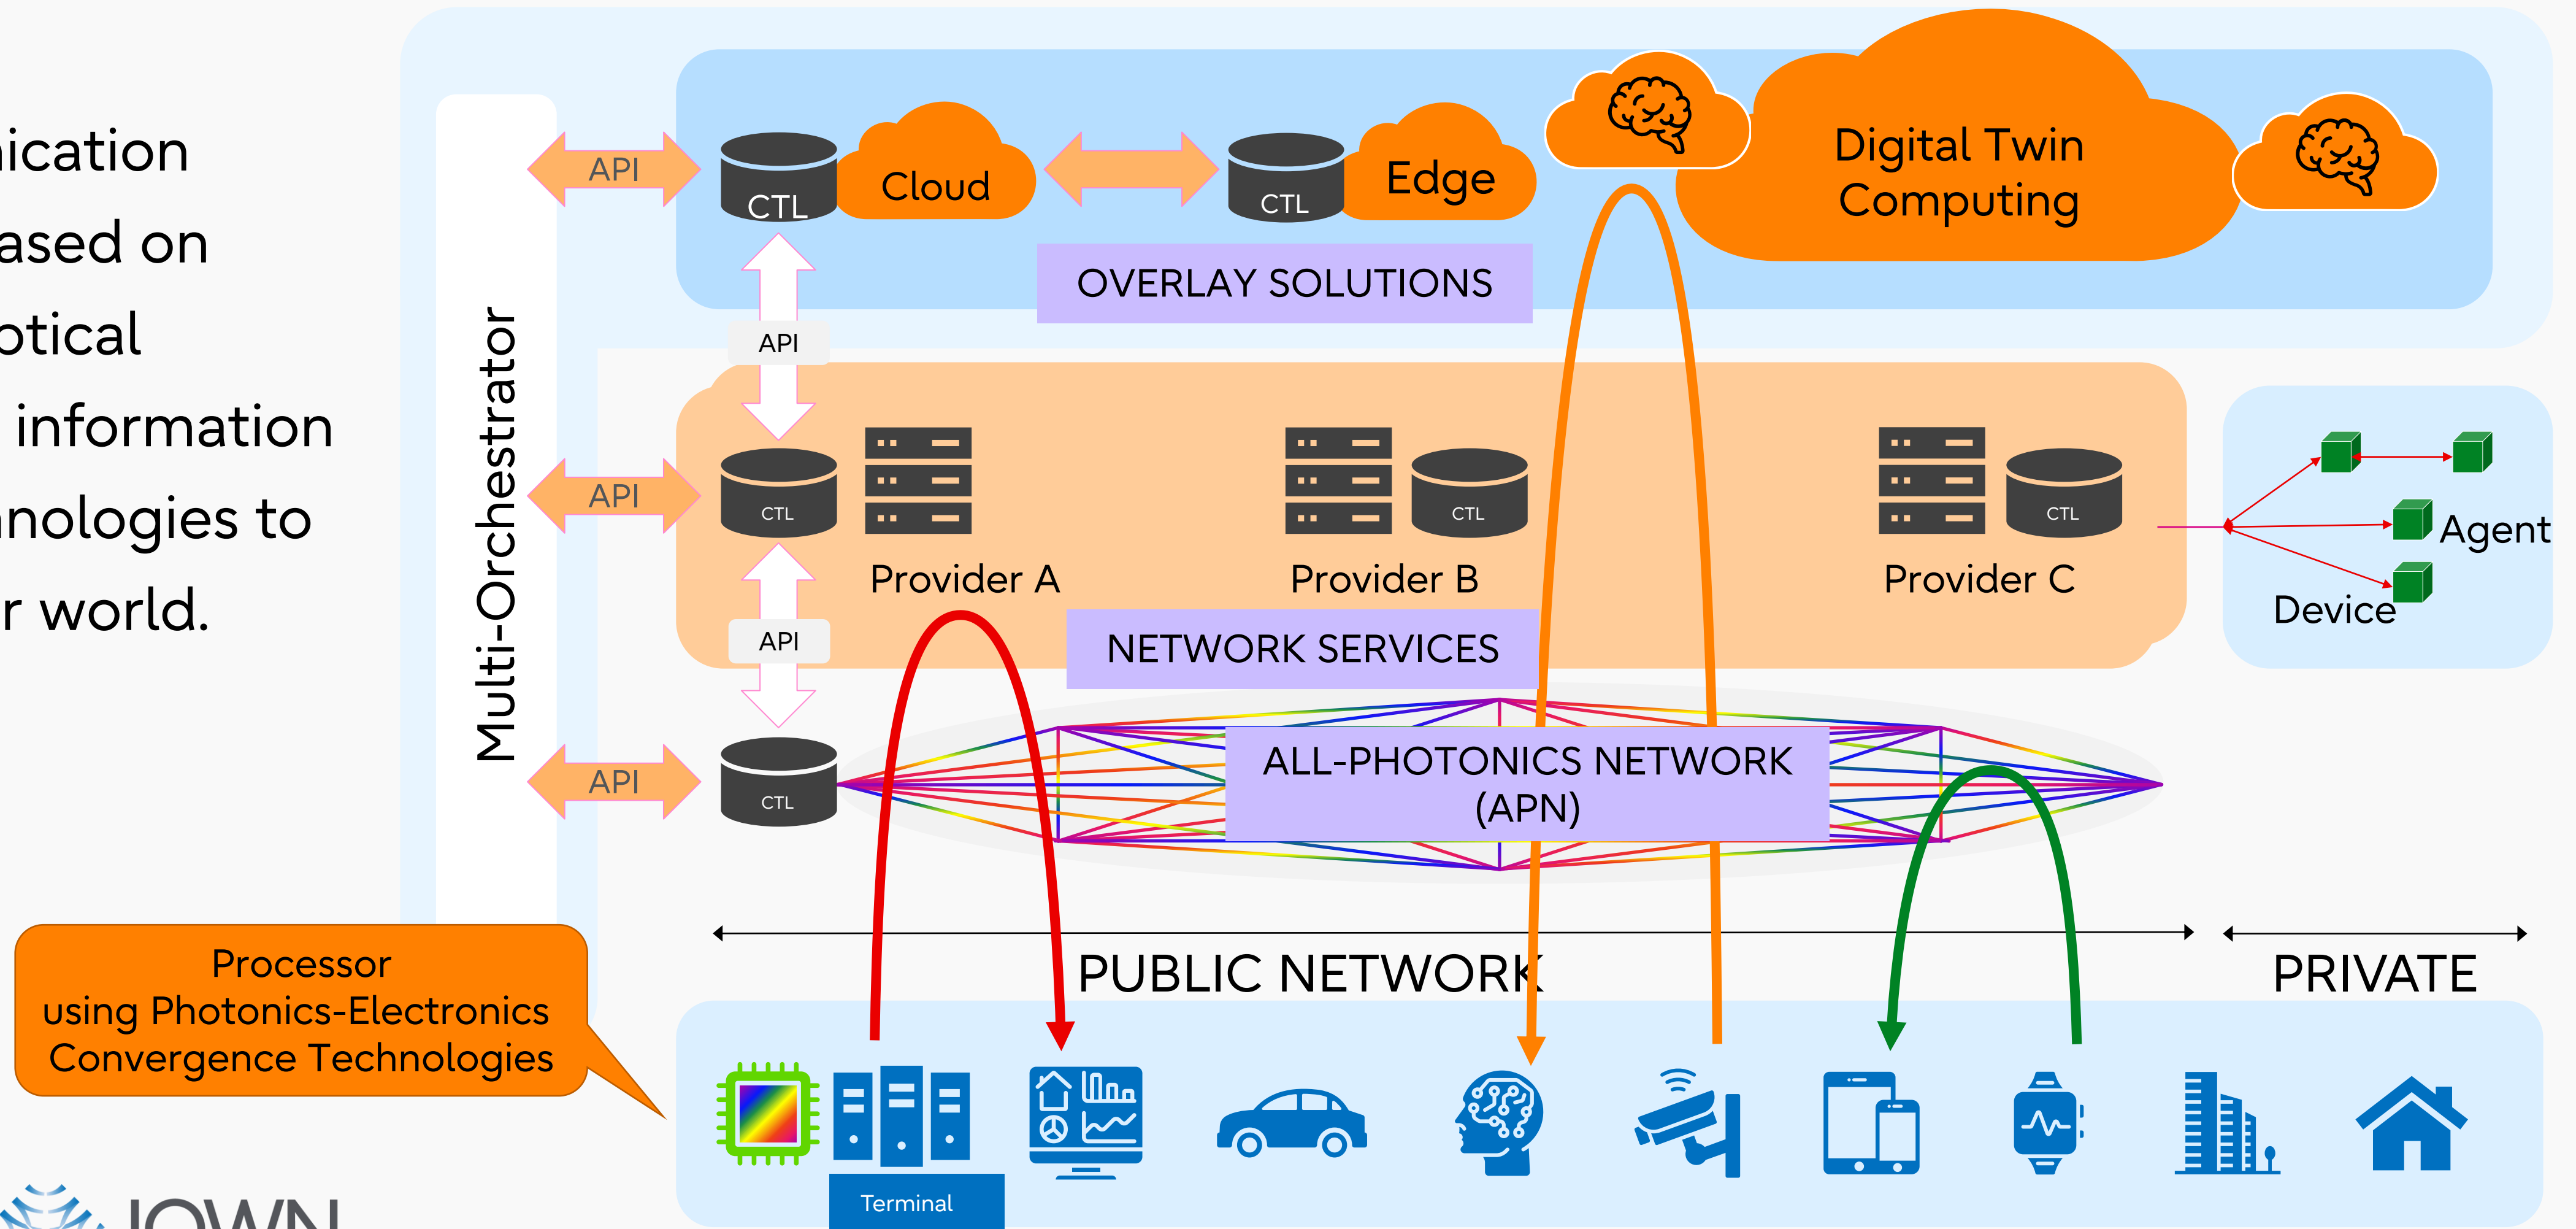 ication
ased on
otical
information
nologies to
r world.
Multi-Orchestrator
API
CTL
Cloud
CTL
Edge
Digital Twin
Computing
OVERLAY SOLUTIONS
API
API
CTL
Provider A
CTL
Provider B
CTL
Provider C
Agent
Device
NETWORK SERVICES
API
API
CTL
ALL-PHOTONICS NETWORK
(APN)
PUBLIC NETWORK
PRIVATE
Processor
using Photonics-Electronics
Convergence Technologies
Terminal
IOWN